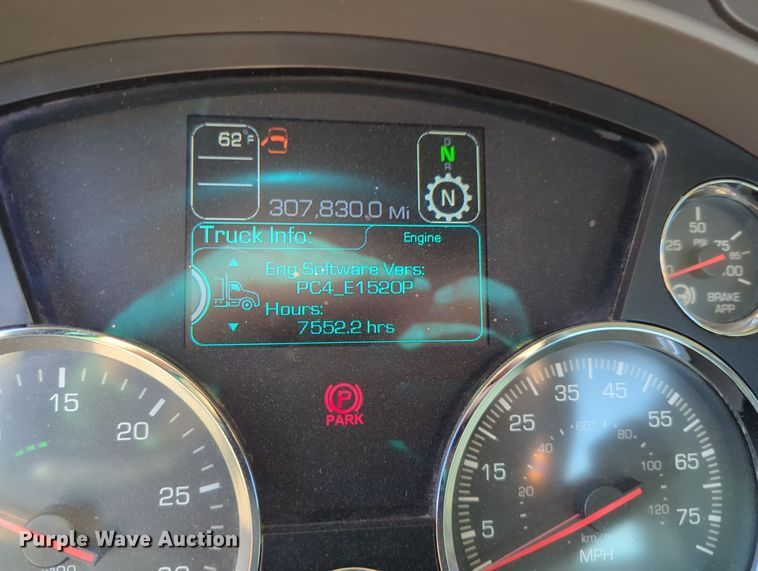 62°F
D
N
R
N
307,830.0 Mi
Truck Info:
Engine
Eng Software Vers:
PC4_E1520P
Hours:
7552.2 hrs
P
PARK
50
25
75
PSI
85
0
100
BRAKE
APP
15
20
25
5
15
25
35
45
55
65
75
20
40
60
80
100
120
km/h
MPH
Purple Wave Auction